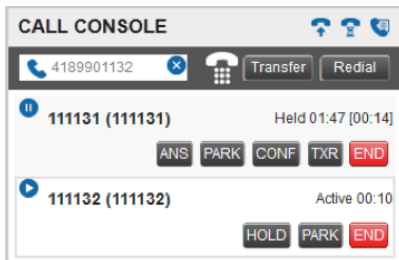 CALL CONSOLE
4189901132 Transfer Redial
111131 (111131) Held 01:47 [00:14]
ANS PARK CONF TXR END
111132 (111132) Active 00:10
HOLD PARK END